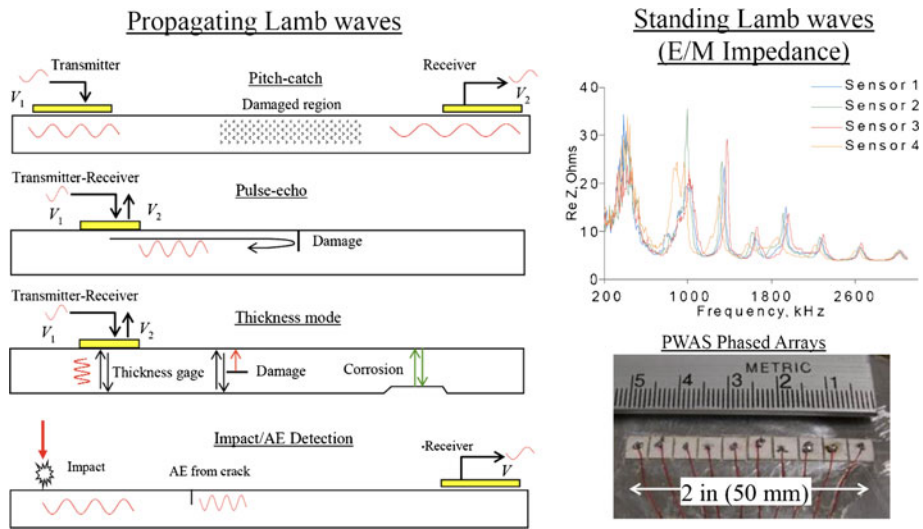 Propagating Lamb waves
Transmitter
Receiver
Pitch-catch
V1
Damaged region
V2
Transmitter-Receiver
Pulse-echo
V1
V2
Damage
Transmitter-Receiver
Thickness mode
V1
V2
Thickness gage
Damage
Corrosion
Impact/AE Detection
-Receiver
Impact
AE from crack
V
Standing Lamb waves
(E/M Impedance)
40
30
20
10
0
Re Z, Ohms
Sensor 1
Sensor 2
Sensor 3
Sensor 4
200
1000
1800
2600
Frequency, kHz
PWAS Phased Arrays
METRIC
5 4 3 2 1
2 in (50 mm)